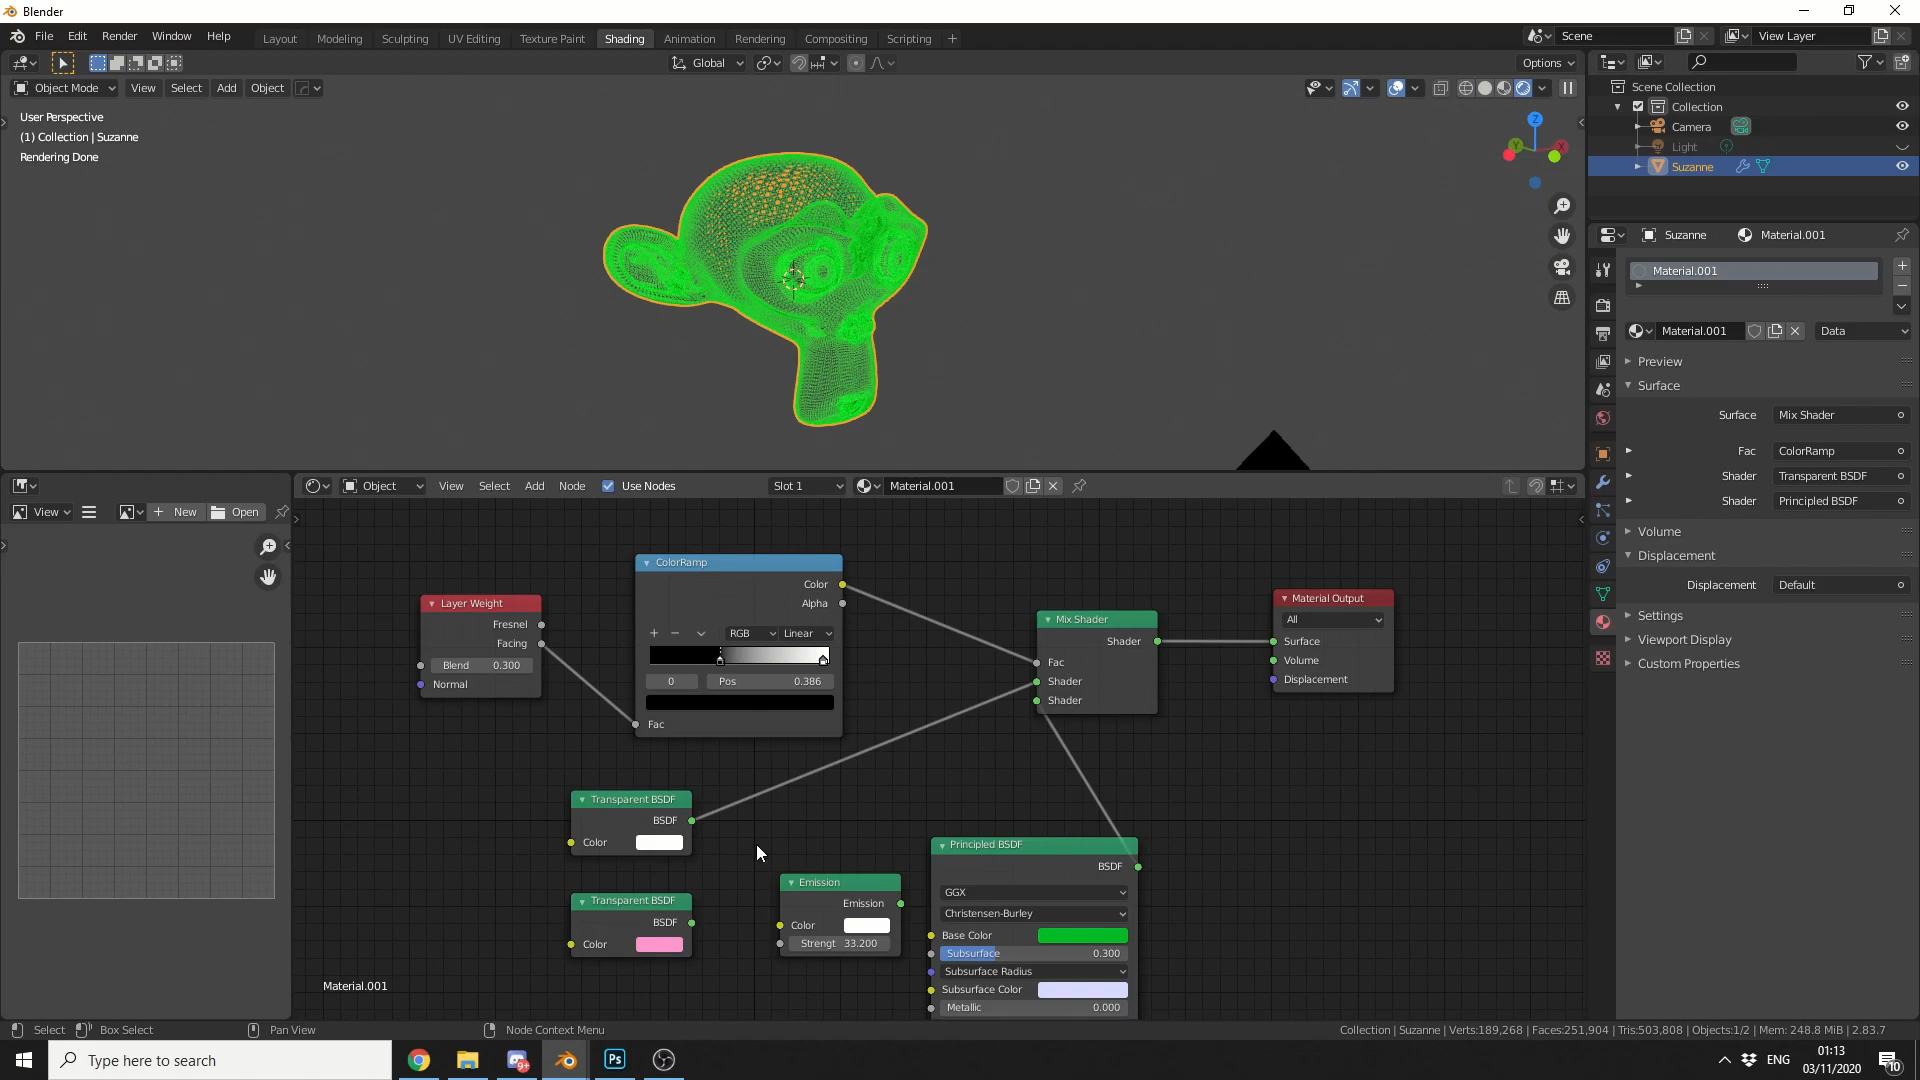 Blender
File Edit Render Window Help
Layout Modeling Sculpting UV Editing Texture Paint Shading Animation Rendering Compositing Scripting +
Scene
View Layer
Global
Options
Object Mode View Select Add Object
User Perspective
(1) Collection | Suzanne
Rendering Done
Z
Y
X
Scene Collection
Collection
Camera
Light
Suzanne
Suzanne Material.001
Material.001
Material.001 Data
Preview
Surface
Surface Mix Shader
Fac ColorRamp
Shader Transparent BSDF
Shader Principled BSDF
Volume
Displacement
Displacement Default
Settings
Viewport Display
Custom Properties
View New Open
Object View Select Add Node Use Nodes Slot 1 Material.001
Layer Weight
Fresnel
Facing
Blend 0.300
Normal
ColorRamp
Color
Alpha
+ − RGB Linear
0 Pos 0.386
Fac
Mix Shader
Shader
Fac
Shader
Shader
Material Output
All
Surface
Volume
Displacement
Transparent BSDF
BSDF
Color
Transparent BSDF
BSDF
Color
Emission
Emission
Color
Strengt 33.200
Principled BSDF
BSDF
GGX
Christensen-Burley
Base Color
Subsurface 0.300
Subsurface Radius
Subsurface Color
Metallic 0.000
Material.001
Select Box Select Pan View Node Context Menu
Collection | Suzanne | Verts:189,268 | Faces:251,904 | Tris:503,808 | Objects:1/2 | Mem: 248.8 MiB | 2.83.7
Type here to search
9+
Ps
ENG
01:13
03/11/2020
10